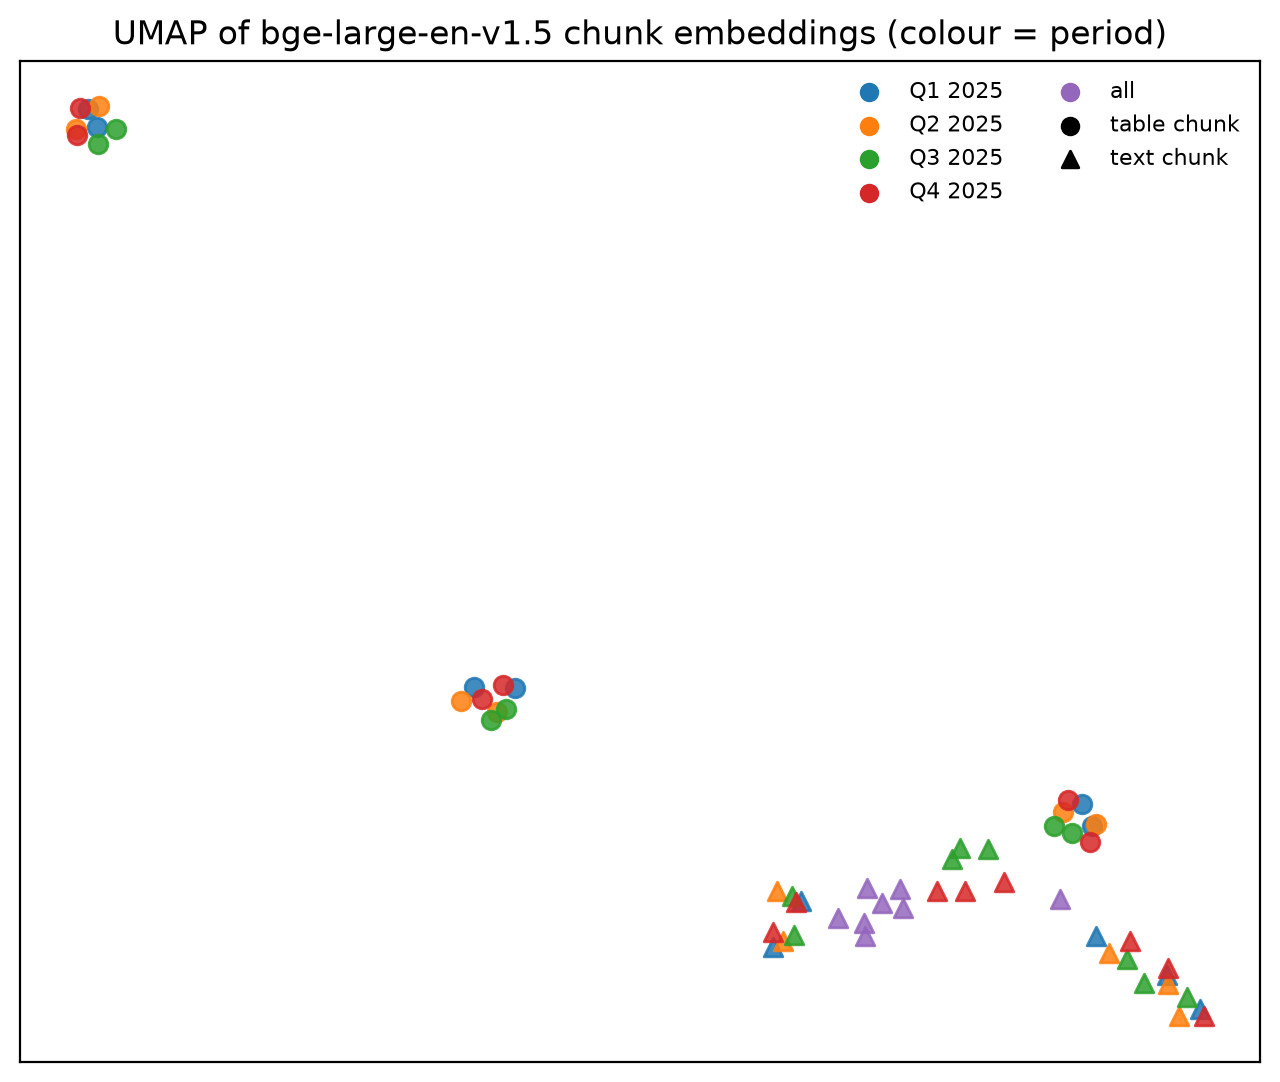 UMAP of bge-large-en-v1.5 chunk embeddings (colour = period)
Q1 2025
Q2 2025
Q3 2025
Q4 2025
all
table chunk
text chunk